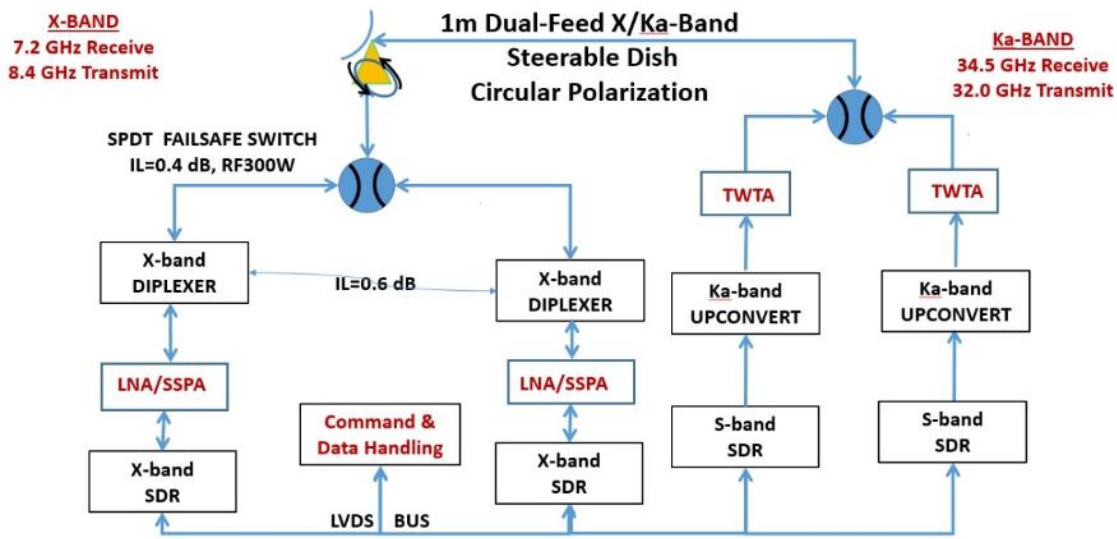 X-BAND
7.2 GHz Receive
8.4 GHz Transmit
1m Dual-Feed X/Ka-Band
Steerable Dish
Circular Polarization
Ka-BAND
34.5 GHz Receive
32.0 GHz Transmit
SPDT FAILSAFE SWITCH
IL=0.4 dB, RF300W
TWTA
TWTA
X-band
DIPLEXER
IL=0.6 dB
X-band
DIPLEXER
Ka-band
UPCONVERT
Ka-band
UPCONVERT
LNA/SSPA
LNA/SSPA
Command &
Data Handling
X-band
SDR
X-band
SDR
S-band
SDR
S-band
SDR
LVDS BUS